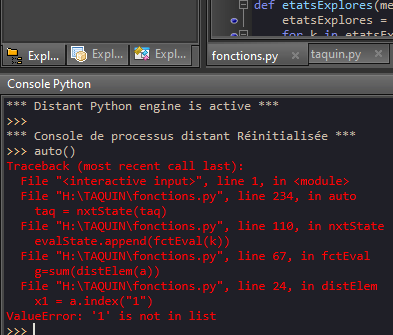 def etatsExplores(me
etatsExplores =
for k in etatsEx
Expl...
Expl...
Expl...
fonctions.py
taquin.py
Console Python
*** Distant Python engine is active ***
>>>
*** Console de processus distant Réinitialisée ***
>>> auto()
Traceback (most recent call last):
File "<interactive input>", line 1, in <module>
File "H:\TAQUIN\fonctions.py", line 234, in auto
taq = nxtState(taq)
File "H:\TAQUIN\fonctions.py", line 110, in nxtState
evalState.append(fctEval(k))
File "H:\TAQUIN\fonctions.py", line 67, in fctEval
g=sum(distElem(a))
File "H:\TAQUIN\fonctions.py", line 24, in distElem
x1 = a.index("1")
ValueError: '1' is not in list
>>>